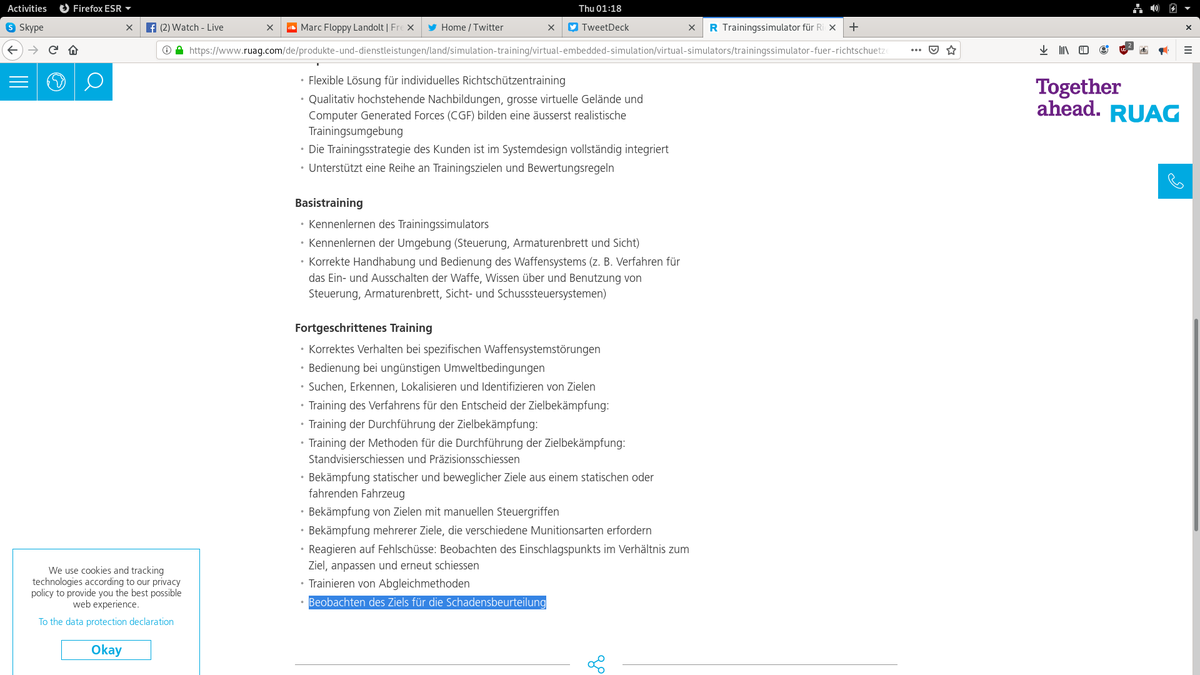 Activities Firefox ESR Thu 01:18
Skype (2) Watch - Live Marc Floppy Landolt | Fre Home / Twitter TweetDeck Trainingssimulator für Ri
https://www.ruag.com/de/produkte-und-dienstleistungen/land/simulation-training/virtual-embedded-simulation/virtual-simulators/trainingssimulator-fuer-richtschuetz
Together
ahead. RUAG
• Flexible Lösung für individuelles Richtschützentraining
• Qualitativ hochstehende Nachbildungen, grosse virtuelle Gelände und
Computer Generated Forces (CGF) bilden eine äusserst realistische
Trainingsumgebung
• Die Trainingsstrategie des Kunden ist im Systemdesign vollständig integriert
• Unterstützt eine Reihe an Trainingszielen und Bewertungsregeln
Basistraining
• Kennenlernen des Trainingssimulators
• Kennenlernen der Umgebung (Steuerung, Armaturenbrett und Sicht)
• Korrekte Handhabung und Bedienung des Waffensystems (z. B. Verfahren für
das Ein- und Ausschalten der Waffe, Wissen über und Benutzung von
Steuerung, Armaturenbrett, Sicht- und Schusssteuersystemen)
Fortgeschrittenes Training
• Korrektes Verhalten bei spezifischen Waffensystemstörungen
• Bedienung bei ungünstigen Umweltbedingungen
• Suchen, Erkennen, Lokalisieren und Identifizieren von Zielen
• Training des Verfahrens für den Entscheid der Zielbekämpfung:
• Training der Durchführung der Zielbekämpfung:
• Training der Methoden für die Durchführung der Zielbekämpfung:
Standvisierschiessen und Präzisionsschiessen
• Bekämpfung statischer und beweglicher Ziele aus einem statischen oder
fahrenden Fahrzeug
• Bekämpfung von Zielen mit manuellen Steuergriffen
• Bekämpfung mehrerer Ziele, die verschiedene Munitionsarten erfordern
• Reagieren auf Fehlschüsse: Beobachten des Einschlagspunkts im Verhältnis zum
Ziel, anpassen und erneut schiessen
• Trainieren von Abgleichmethoden
• Beobachten des Ziels für die Schadensbeurteilung
We use cookies and tracking
technologies according to our privacy
policy to provide you the best possible
web experience.
To the data protection declaration
Okay